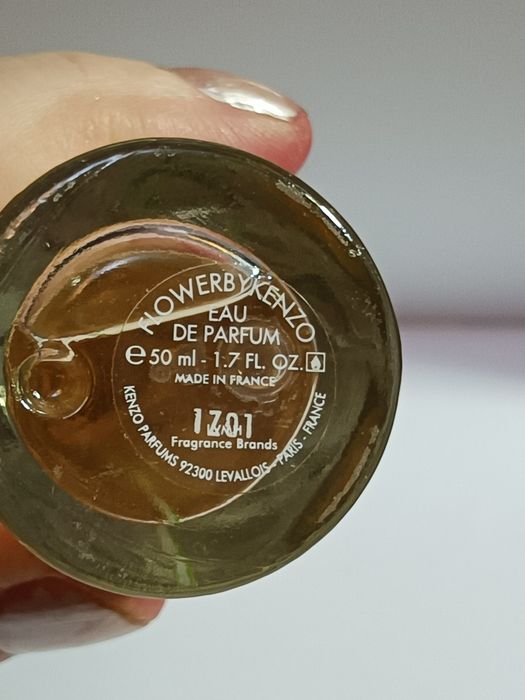 FLOWERBYKENZO
EAU
DE PARFUM
℮ 50 ml - 1.7 FL. OZ.
MADE IN FRANCE
1Z01
LVMH
Fragrance Brands
KENZO PARFUMS 92300 LEVALLOIS - PARIS - FRANCE